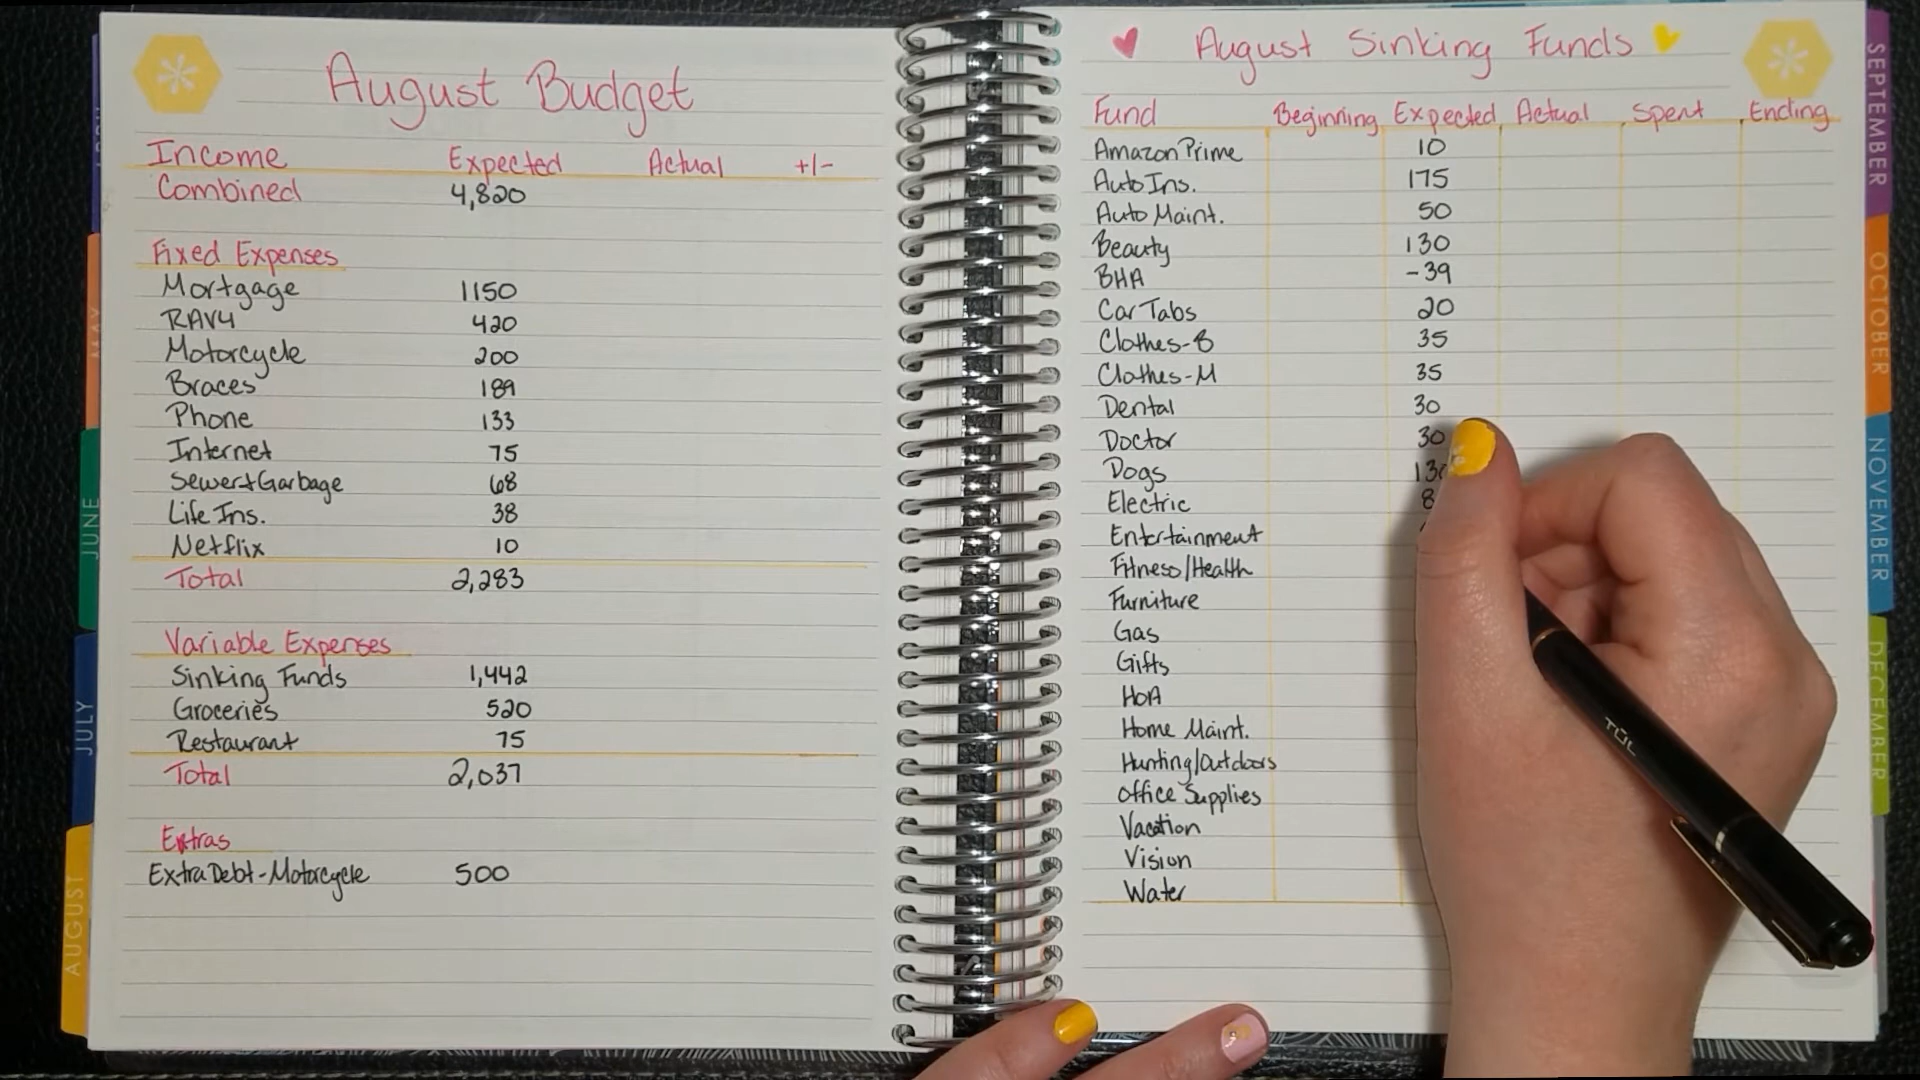 August Budget
Income Expected Actual +/-
Combined 4,820
Fixed Expenses
Mortgage 1150
RAV4 420
Motorcycle 200
Braces 189
Phone 133
Internet 75
Sewer+Garbage 68
Life Ins. 38
Netflix 10
Total 2,283
Variable Expenses
Sinking Funds 1,442
Groceries 520
Restaurant 75
Total 2,037
Extras
Extra Debt-Motorcycle 500
August Sinking Funds
Fund Beginning Expected Actual Spent Ending
Amazon Prime 10
Auto Ins. 175
Auto Maint. 50
Beauty 130
BHA -39
Car Tabs 20
Clothes-B 35
Clothes-M 35
Dental 30
Doctor 30
Dogs
Electric
Entertainment
Fitness/Health
Furniture
Gas
Gifts
HOA
Home Maint.
Hunting/Outdoors
Office Supplies
Vacation
Vision
Water
MAY
JUNE
JULY
AUGUST
SEPTEMBER
OCTOBER
NOVEMBER
DECEMBER
TUL